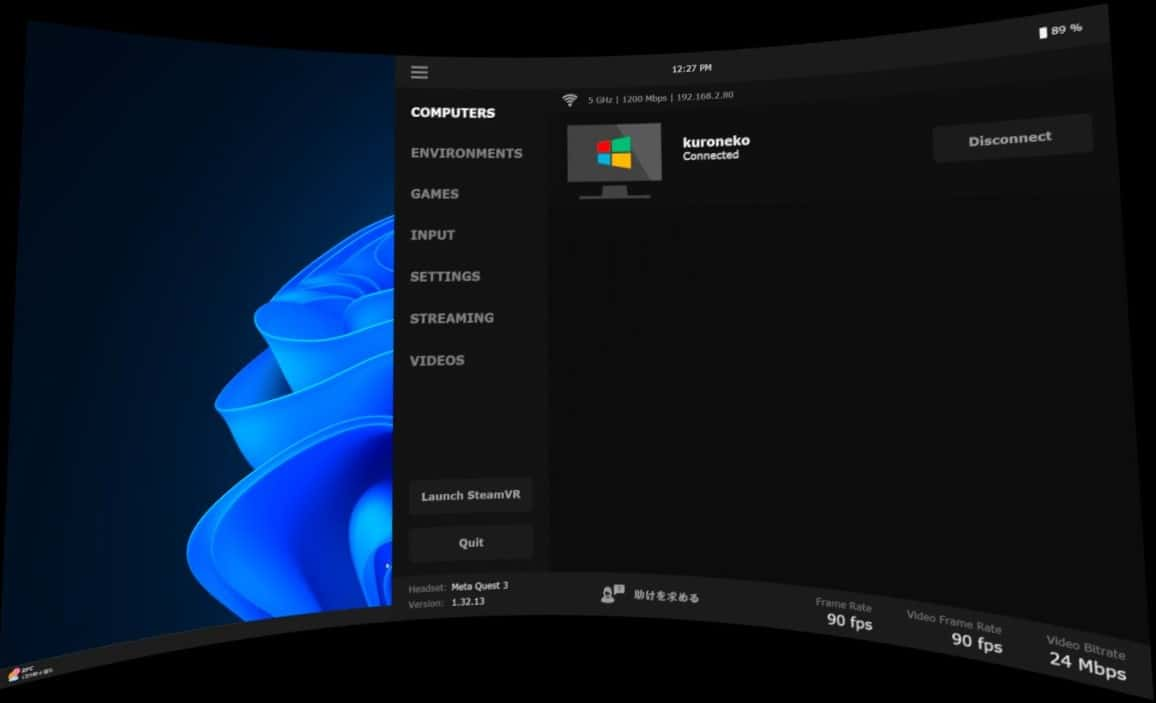 89 %
12:27 PM
5 GHz | 1200 Mbps | 192.168.2.80
COMPUTERS
kuroneko
Connected
Disconnect
ENVIRONMENTS
GAMES
INPUT
SETTINGS
STREAMING
VIDEOS
Launch SteamVR
Quit
Headset: Meta Quest 3
Version: 1.32.13
助けを求める
Frame Rate
90 fps
Video Frame Rate
90 fps
Video Bitrate
24 Mbps